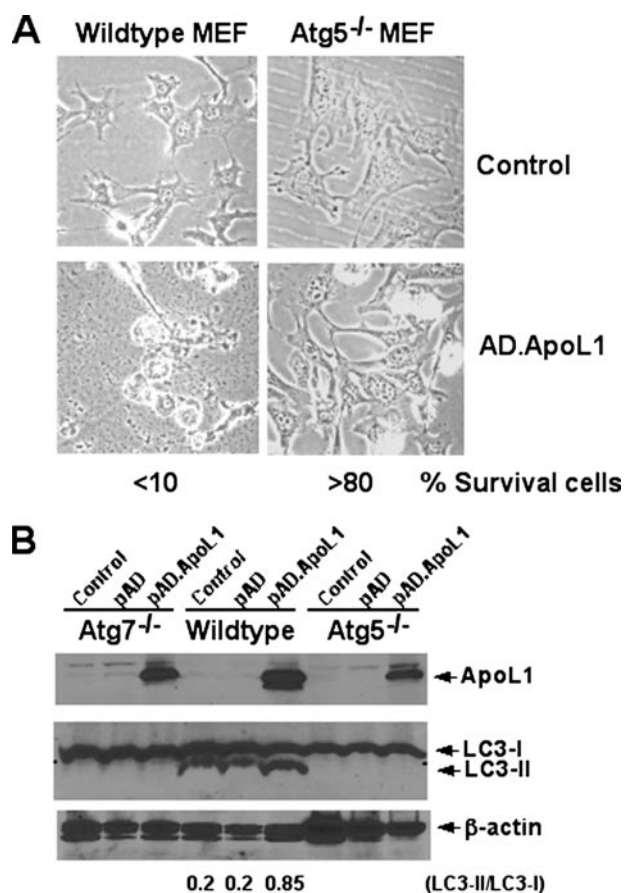 A
Wildtype MEF
Atg5-/- MEF
Control
AD.ApoL1
<10
>80
% Survival cells
B
Control
pAD
pAD.ApoL1
Control
pAD
pAD.ApoL1
Control
pAD
pAD.ApoL1
Atg7-/-
Wildtype
Atg5-/-
ApoL1
LC3-I
LC3-II
β-actin
0.2 0.2 0.85 (LC3-II/LC3-I)